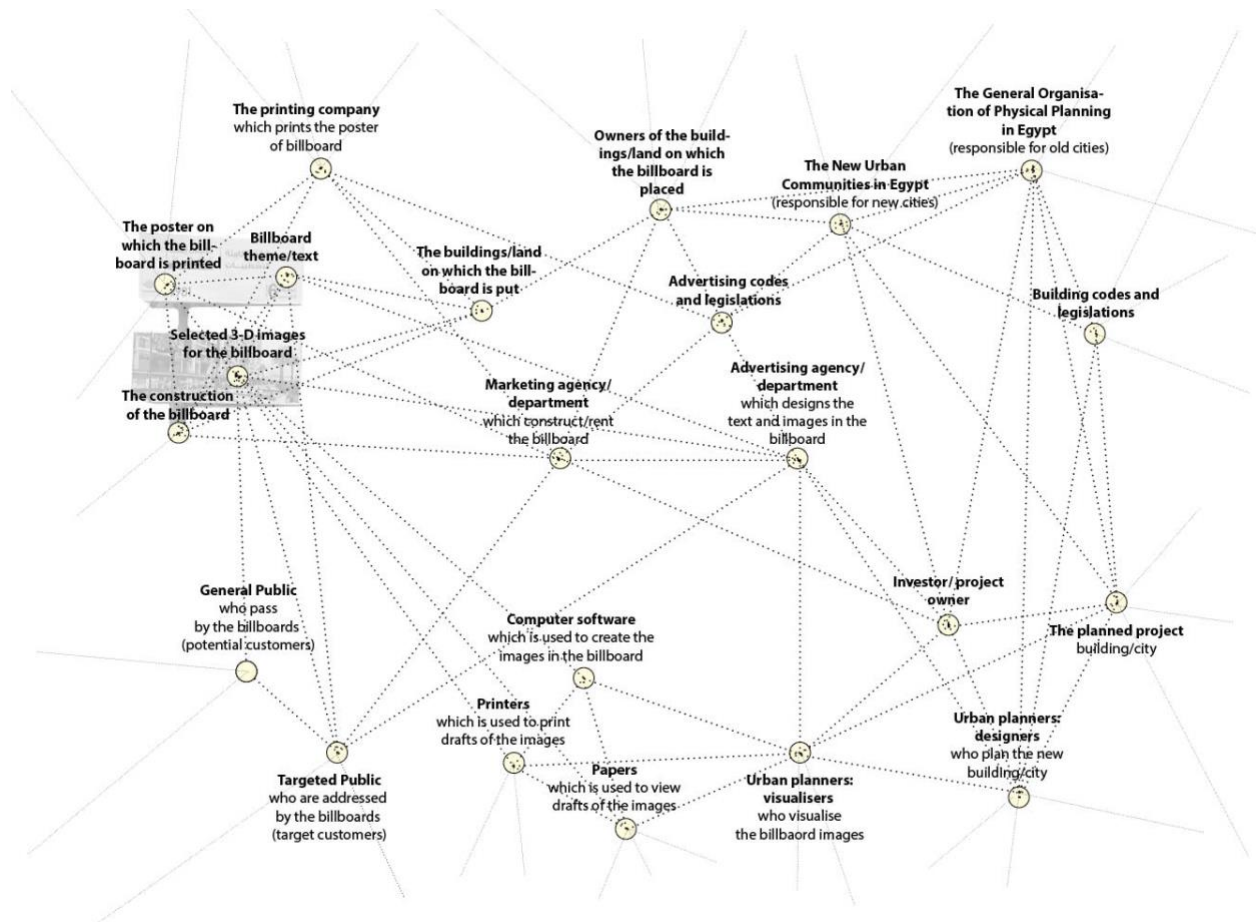 The printing company
which prints the poster
of billboard
Owners of the build-
ings/land on which
the billboard is
placed
The New Urban
Communities in Egypt
(responsible for new cities)
The General Organisa-
tion of Physical Planning
in Egypt
(responsible for old cities)
The poster on
which the bill-
board is printed
Billboard
theme/text
The buildings/land
on which the bill-
board is put
Advertising codes
and legislations
Building codes and
legislations
Selected 3-D images
for the billboard
The construction
of the billboard
Marketing agency/
department
which construct/rent
the billboard
Advertising agency/
department
which designs the
text and images in the
billboard
General Public
who pass
by the billboards
(potential customers)
Computer software
which is used to create the
images in the billboard
Investor/ project
owner
The planned project
building/city
Printers
which is used to print
drafts of the images
Papers
which is used to view
drafts of the images
Targeted Public
who are addressed
by the billboards
(target customers)
Urban planners:
visualisers
who visualise
the billbaord images
Urban planners:
designers
who plan the new
building/city